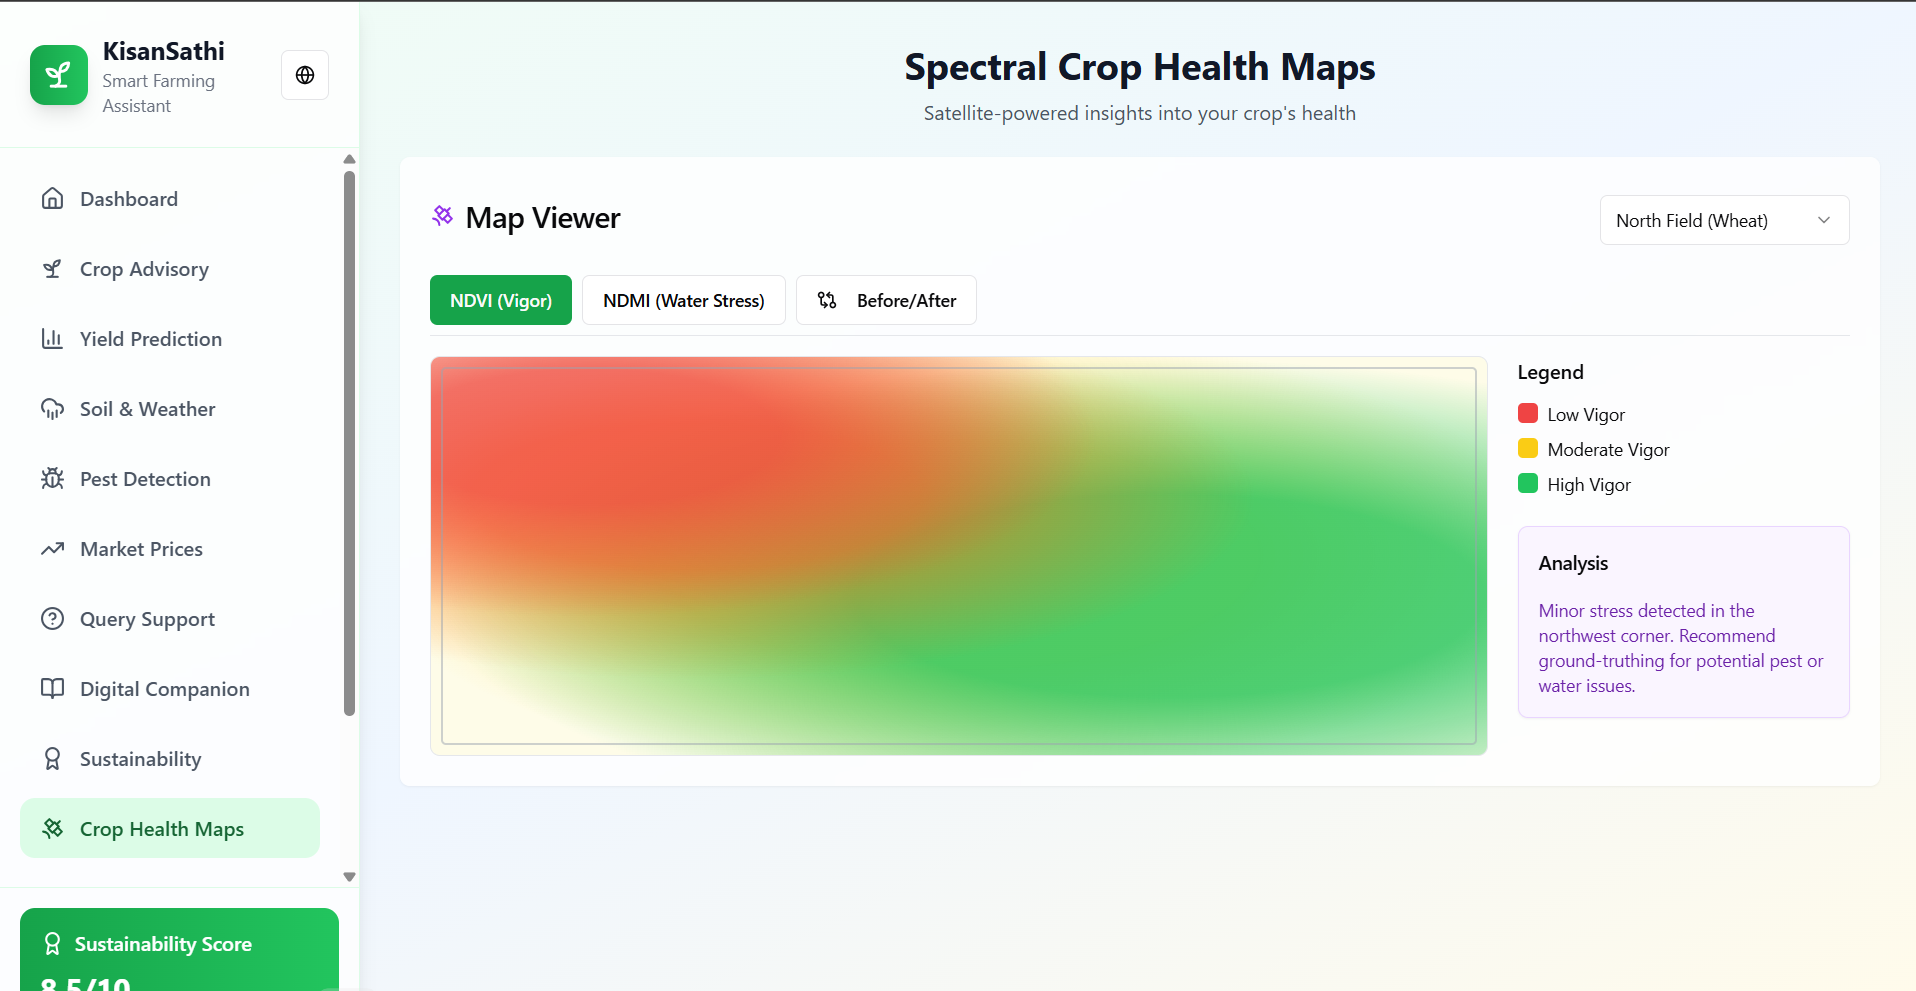 KisanSathi
Smart Farming
Assistant
Dashboard
Crop Advisory
Yield Prediction
Soil & Weather
Pest Detection
Market Prices
Query Support
Digital Companion
Sustainability
Crop Health Maps
Sustainability Score
8.5/10
Spectral Crop Health Maps
Satellite-powered insights into your crop's health
Map Viewer
North Field (Wheat)
NDVI (Vigor)
NDMI (Water Stress)
Before/After
Legend
Low Vigor
Moderate Vigor
High Vigor
Analysis
Minor stress detected in the
northwest corner. Recommend
ground-truthing for potential pest or
water issues.